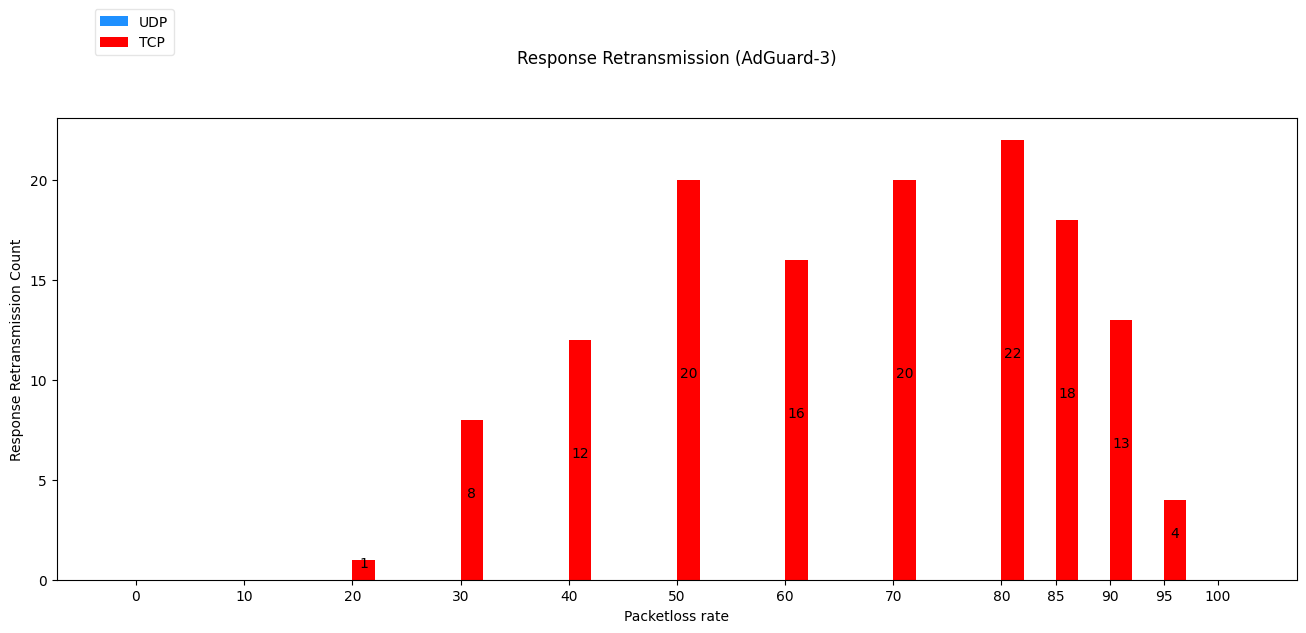 UDP
TCP
Response Retransmission (AdGuard-3)
Response Retransmission Count
20
15
10
5
0
1
8
12
20
16
20
22
18
13
4
0 10 20 30 40 50 60 70 80 85 90 95 100
Packetloss rate